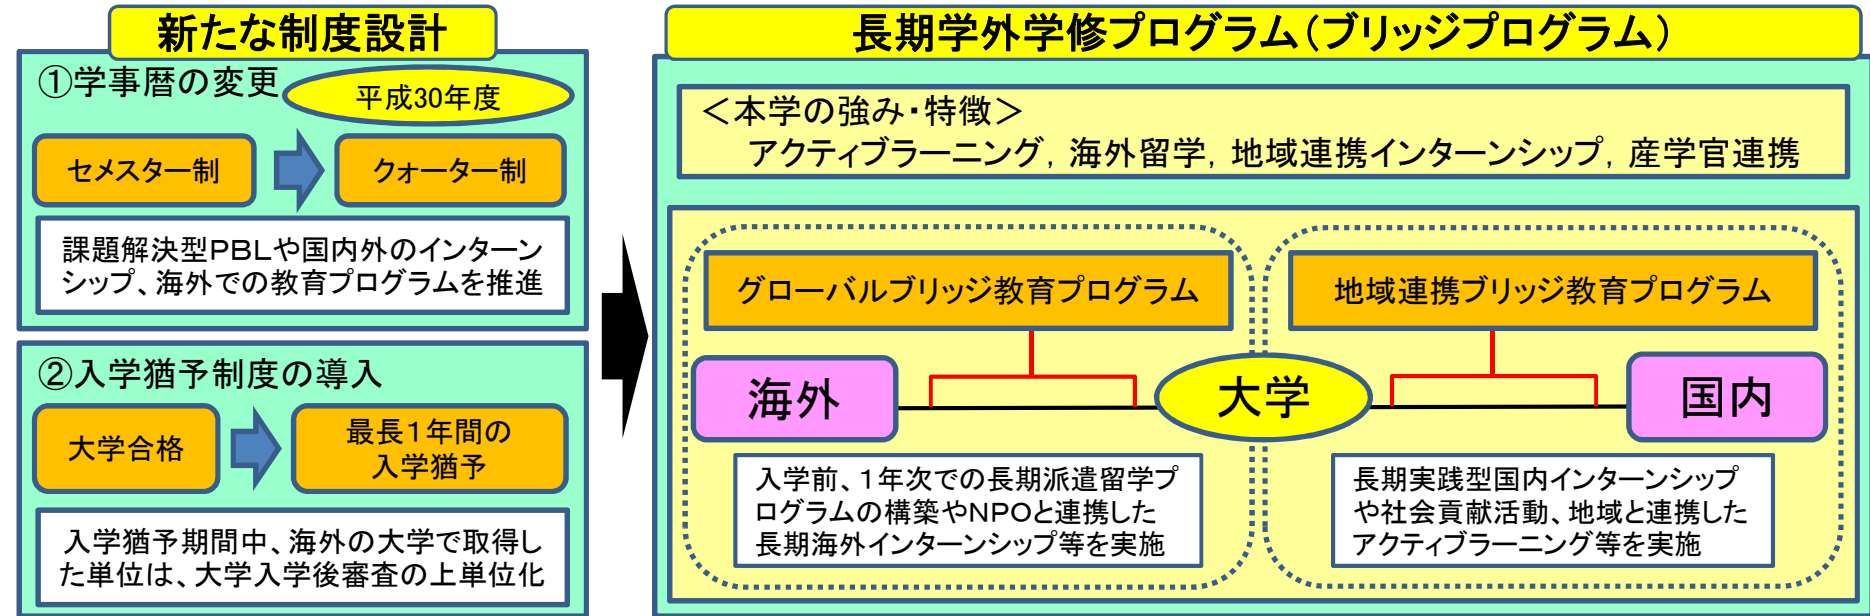 新たな制度設計
①学事暦の変更
平成30年度
セメスター制
クォーター制
課題解決型PBLや国内外のインターン
シップ、海外での教育プログラムを推進
②入学猶予制度の導入
大学合格
最長1年間の
入学猶予
入学猶予期間中、海外の大学で取得し
た単位は、大学入学後審査の上単位化
長期学外学修プログラム(ブリッジプログラム)
<本学の強み・特徴>
アクティブラーニング, 海外留学, 地域連携インターンシップ, 産学官連携
グローバルブリッジ教育プログラム
地域連携ブリッジ教育プログラム
海外
大学
国内
入学前、1年次での長期派遣留学プ
ログラムの構築やNPOと連携した
長期海外インターンシップ等を実施
長期実践型国内インターンシップ
や社会貢献活動、地域と連携した
アクティブラーニング等を実施